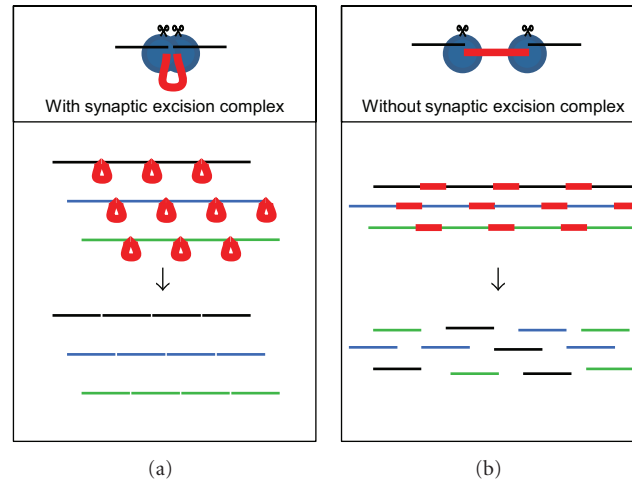 With synaptic excision complex
Without synaptic excision complex
(a)
(b)